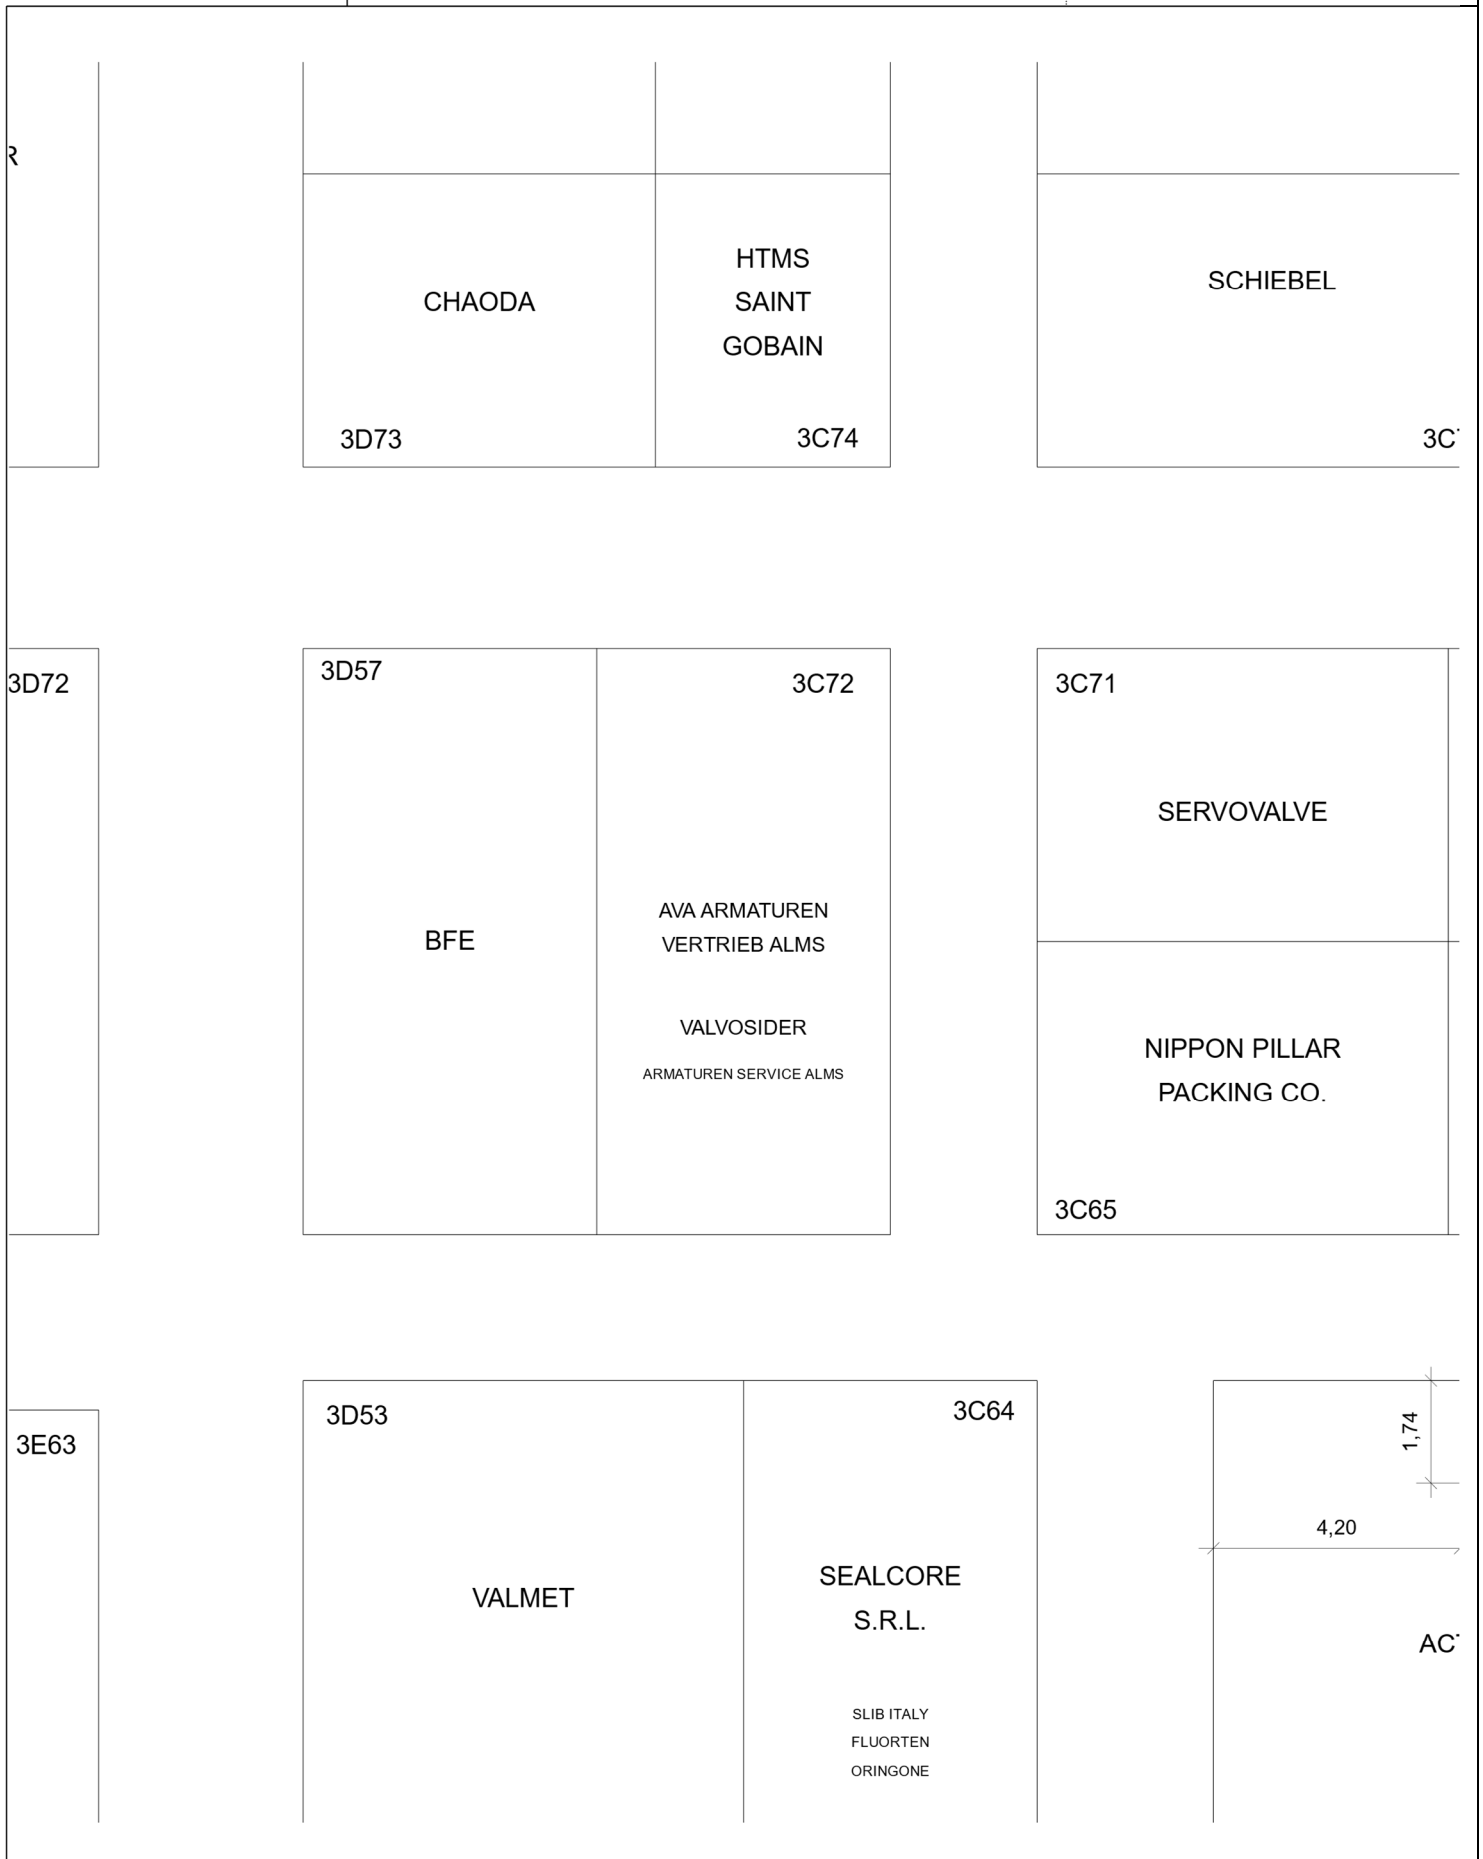 R
CHAODA
3D73
HTMS
SAINT
GOBAIN
3C74
SCHIEBEL
3C
3D72
3D57
BFE
3C72
AVA ARMATUREN
VERTRIEB ALMS
VALVOSIDER
ARMATUREN SERVICE ALMS
3C71
SERVOVALVE
NIPPON PILLAR
PACKING CO.
3C65
3E63
3D53
VALMET
3C64
SEALCORE
S.R.L.
SLIB ITALY
FLUORTEN
ORINGONE
1,74
4,20
AC